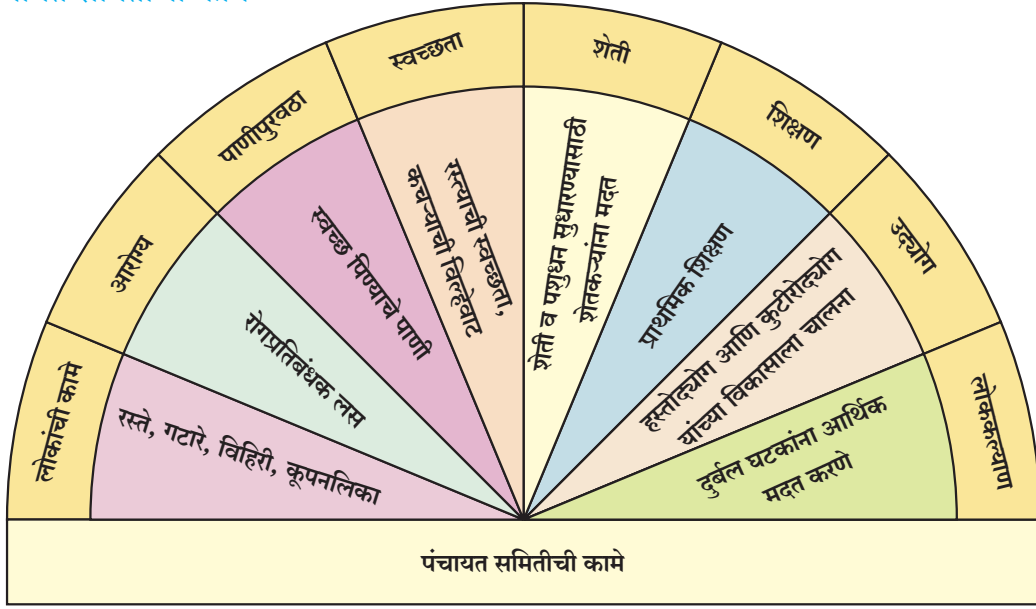 लोकांची कामे
रस्ते, गटारे, विहिरी, कूपनलिका
आरोग्य
रोगप्रतिबंधक लस
पाणीपुरवठा
स्वच्छ पिण्याचे पाणी
स्वच्छता
रस्त्याची स्वच्छता,
कचऱ्याची विल्हेवाट
शेती
शेती व पशुधन सुधारण्यासाठी
शेतकऱ्यांना मदत
शिक्षण
प्राथमिक शिक्षण
उद्योग
हस्तोद्योग आणि कुटीरोद्योग
यांच्या विकासाला चालना
लोककल्याण
दुर्बल घटकांना आर्थिक
मदत करणे
पंचायत समितीची कामे